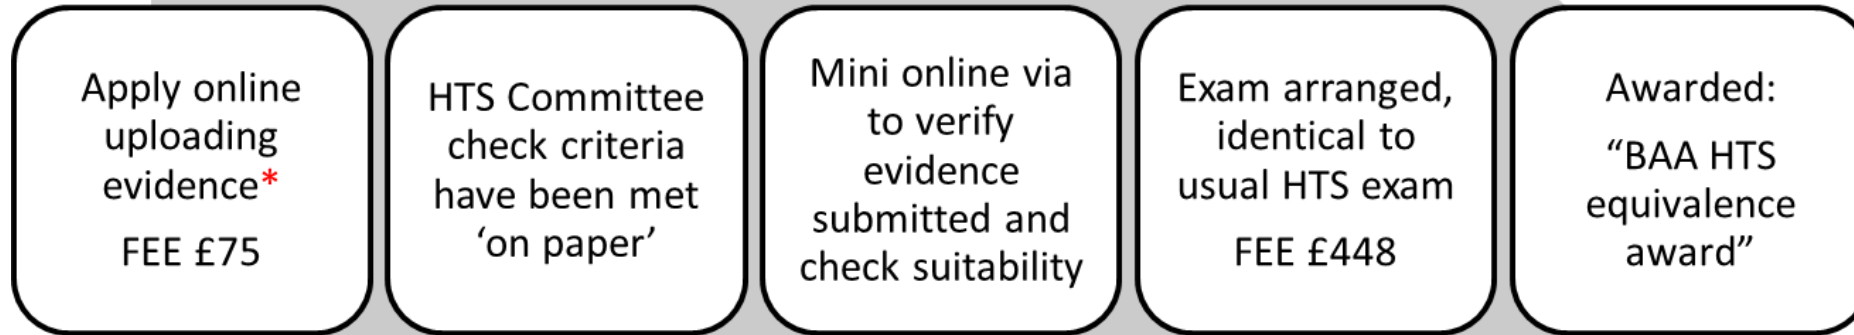 Apply online
uploading
evidence*
FEE £75
HTS Committee
check criteria
have been met
‘on paper’
Mini online via
to verify
evidence
submitted and
check suitability
Exam arranged,
identical to
usual HTS exam
FEE £448
Awarded:
“BAA HTS
equivalence
award”